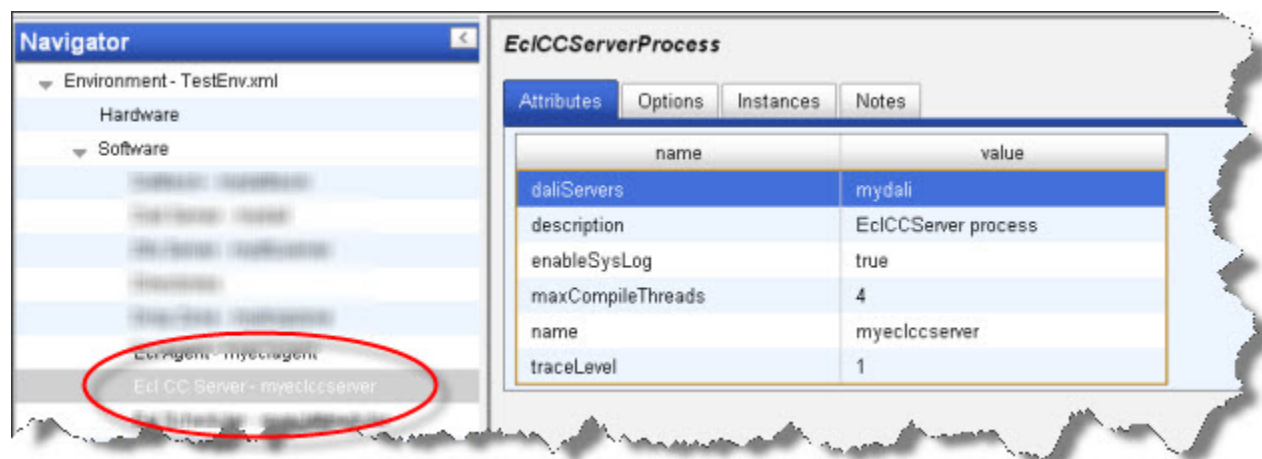 Navigator
Environment - TestEnv.xml
Hardware
Software
Ecl Agent - myeclagent
Ecl CC Server - myeclccserver
EclCCServerProcess
Attributes Options Instances Notes
name value
daliServers mydali
description EclCCServer process
enableSysLog true
maxCompileThreads 4
name myeclccserver
traceLevel 1